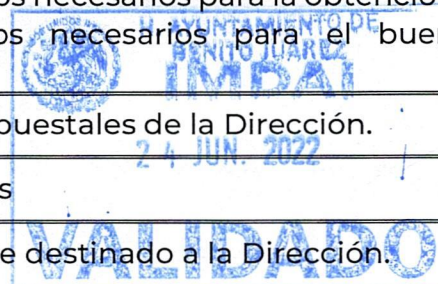 os necesarios para la obtenció
H. AYUNTAMIENTO DE
os necesarios para el buen
BENITO JUÁREZ
IMDAI
puestales de la Dirección.
24 JUN. 2022
s
VALIDADO
e destinado a la Dirección.